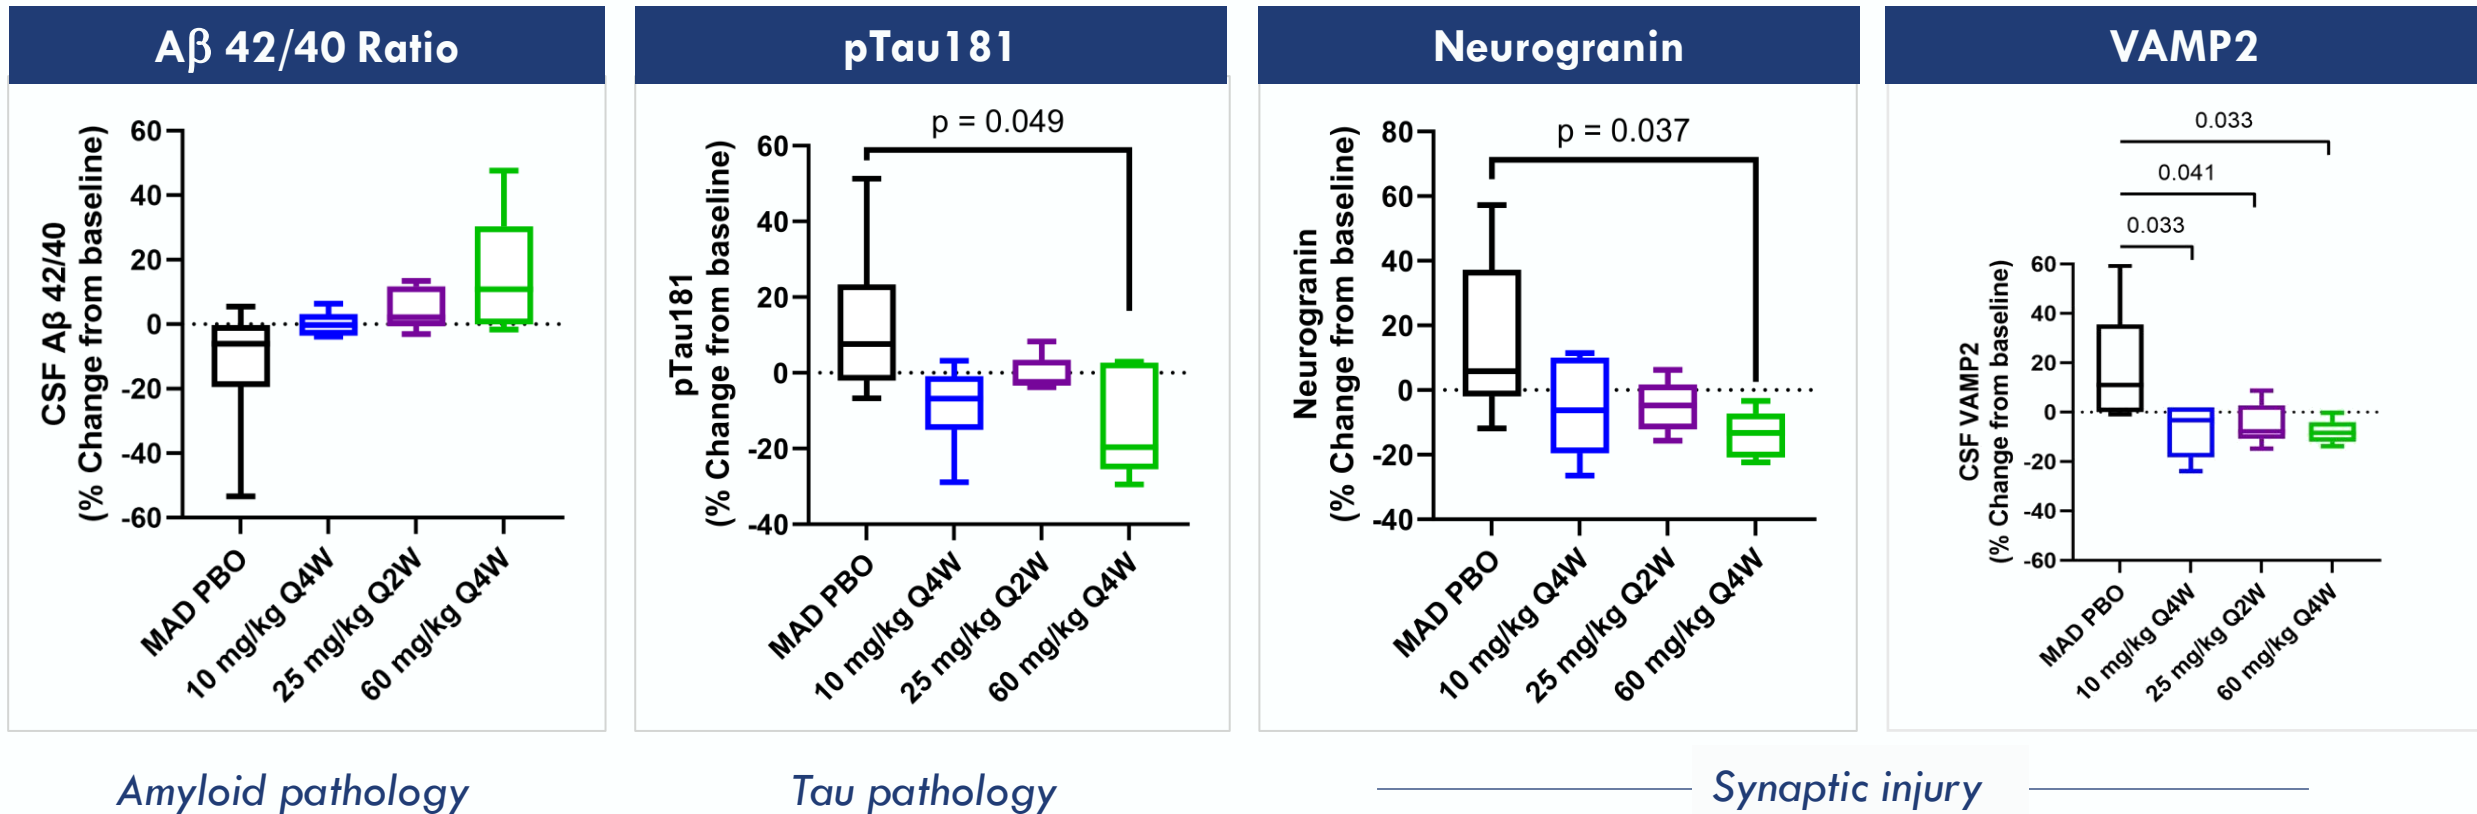 Aβ 42/40 Ratio
60
40
20
0
-20
-40
-60
CSF Aβ 42/40
(% Change from baseline)
MAD PBO
10 mg/kg Q4W
25 mg/kg Q2W
60 mg/kg Q4W
Amyloid pathology
pTau181
p = 0.049
60
40
20
0
-20
-40
pTau181
(% Change from baseline)
MAD PBO
10 mg/kg Q4W
25 mg/kg Q2W
60 mg/kg Q4W
Tau pathology
Neurogranin
p = 0.037
80
60
40
20
0
-20
-40
Neurogranin
(% Change from baseline)
MAD PBO
10 mg/kg Q4W
25 mg/kg Q2W
60 mg/kg Q4W
VAMP2
0.033
0.041
0.033
60
40
20
0
-20
-40
-60
CSF VAMP2
(% Change from baseline)
MAD PBO
10 mg/kg Q4W
25 mg/kg Q2W
60 mg/kg Q4W
Synaptic injury